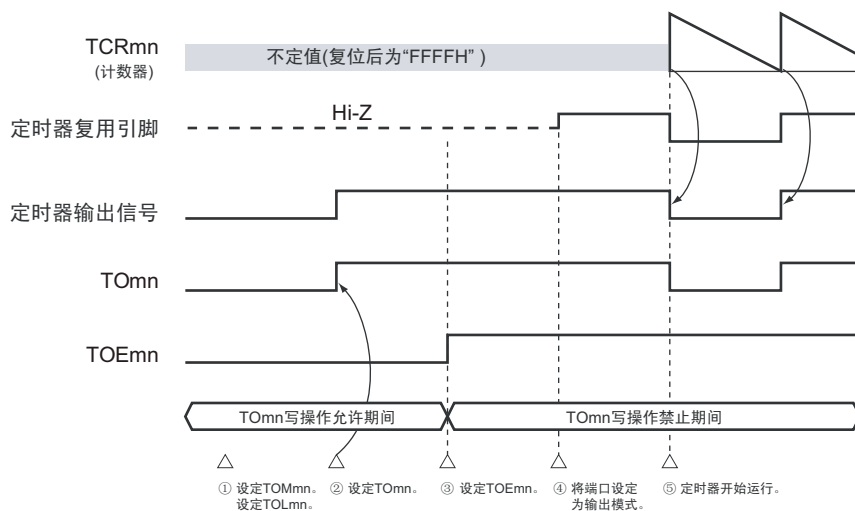 TCRmn
(计数器)
不定值(复位后为“FFFFH” )
定时器复用引脚
Hi-Z
定时器输出信号
TOmn
TOEmn
TOmn写操作允许期间
TOmn写操作禁止期间
① 设定TOMmn。
设定TOLmn。
② 设定TOmn。
③ 设定TOEmn。
④ 将端口设定
为输出模式。
⑤ 定时器开始运行。